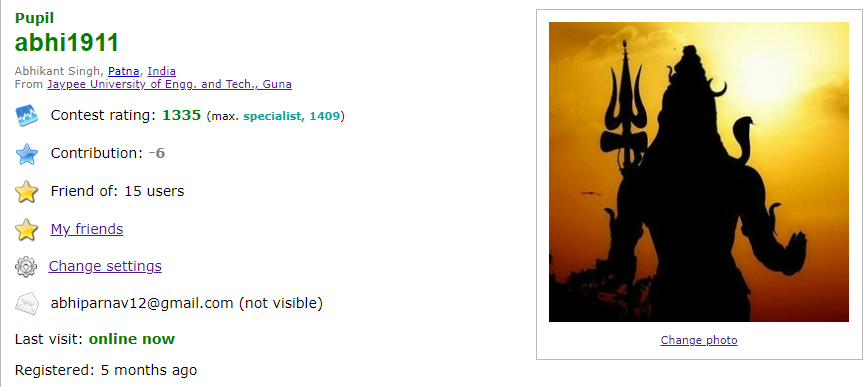 Pupil
abhi1911
Abhikant Singh, Patna, India
From Jaypee University of Engg. and Tech., Guna
Contest rating: 1335 (max. specialist, 1409)
Contribution: -6
Friend of: 15 users
My friends
Change settings
abhiparnav12@gmail.com (not visible)
Last visit: online now
Registered: 5 months ago
Change photo